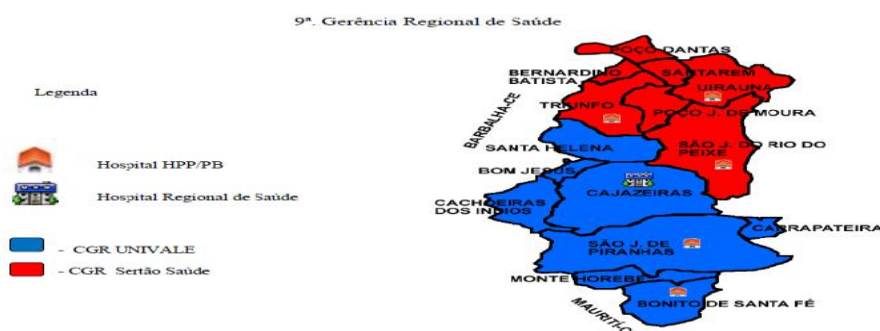 9ª. Gerência Regional de Saúde
Legenda
Hospital HPP/PB
Hospital Regional de Saúde
- CGR UNIVALE
- CGR Sertão Saúde
POÇO DANTAS
BERNARDINO
BATISTA
SANTAREM
UIRAUNA
TRIUNFO
POÇO J. DE MOURA
BARBALHA-CE
SANTA HELENA
SÃO J. DO RIO DO
PEIXE
BOM JESUS
CAJAZEIRAS
CACHOEIRAS
DOS INDIOS
CARRAPATEIRA
SÃO J. DE
PIRANHAS
MONTE HOREBE
BONITO DE SANTA FÉ